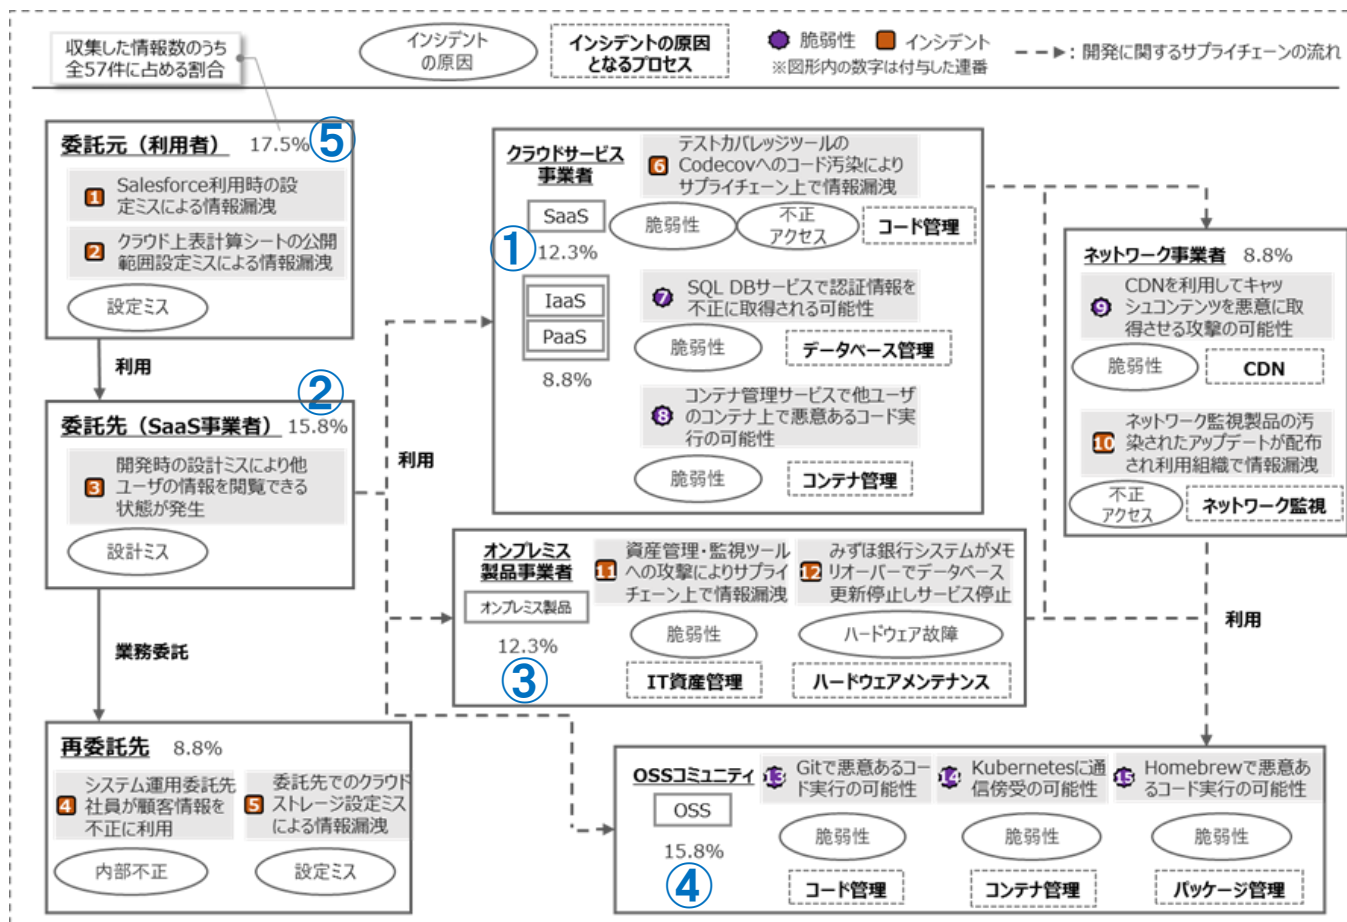 収集した情報数のうち
全57件に占める割合
インシデント
の原因
インシデントの原因
となるプロセス
脆弱性
インシデント
※図形内の数字は付与した連番
：開発に関するサプライチェーンの流れ
委託元（利用者）
17.5%
⑤
1
Salesforce利用時の設
定ミスによる情報漏洩
2
クラウド上表計算シートの公開
範囲設定ミスによる情報漏洩
設定ミス
利用
②
委託先（SaaS事業者）
15.8%
3
開発時の設計ミスにより他
ユーザの情報を閲覧できる
状態が発生
設計ミス
業務委託
再委託先
8.8%
4
システム運用委託先
社員が顧客情報を
不正に利用
内部不正
5
委託先でのクラウド
ストレージ設定ミス
による情報漏洩
設定ミス
利用
クラウドサービス
事業者
SaaS
①
12.3%
IaaS
PaaS
8.8%
6
テストカバレッジツールの
Codecovへのコード汚染により
サプライチェーン上で情報漏洩
脆弱性
不正
アクセス
コード管理
7
SQL DBサービスで認証情報を
不正に取得される可能性
脆弱性
データベース管理
8
コンテナ管理サービスで他ユーザ
のコンテナ上で悪意あるコード実
行の可能性
脆弱性
コンテナ管理
ネットワーク事業者
8.8%
9
CDNを利用してキャッ
シュコンテンツを悪意に取
得させる攻撃の可能性
脆弱性
CDN
10
ネットワーク監視製品の汚
染されたアップデートが配布
され利用組織で情報漏洩
不正
アクセス
ネットワーク監視
利用
オンプレミス
製品事業者
オンプレミス製品
12.3%
③
11
資産管理・監視ツール
への攻撃によりサプライ
チェーン上で情報漏洩
脆弱性
IT資産管理
12
みずほ銀行システムがメモ
リオーバーでデータベース
更新停止しサービス停止
ハードウェア故障
ハードウェアメンテナンス
OSSコミュニティ
OSS
15.8%
④
13
Gitで悪意あるコー
ド実行の可能性
脆弱性
コード管理
14
Kubernetesに通
信傍受の可能性
脆弱性
コンテナ管理
15
Homebrewで悪意あ
るコード実行の可能性
脆弱性
パッケージ管理